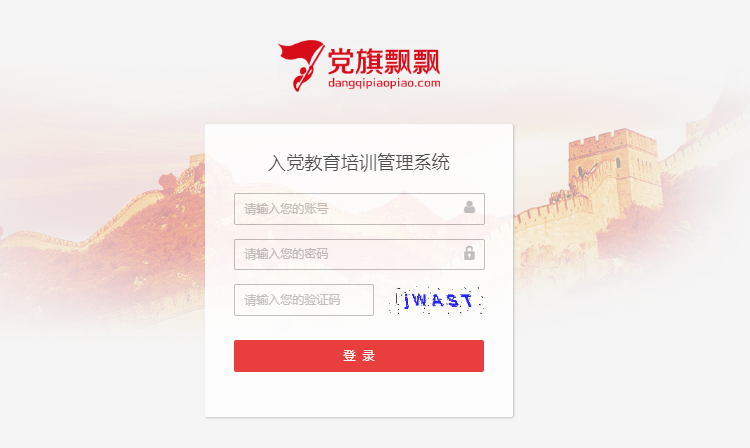 党旗飘飘
dangqipiaopiao.com
入党教育培训管理系统
请输入您的账号
请输入您的密码
请输入您的验证码
jWAST
登 录